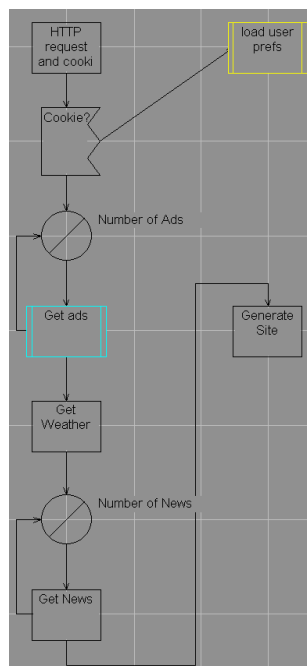 HTTP
request
and cooki
load user
prefs
Cookie?
Number of Ads
Get ads
Generate
Site
Get
Weather
Number of News
Get News